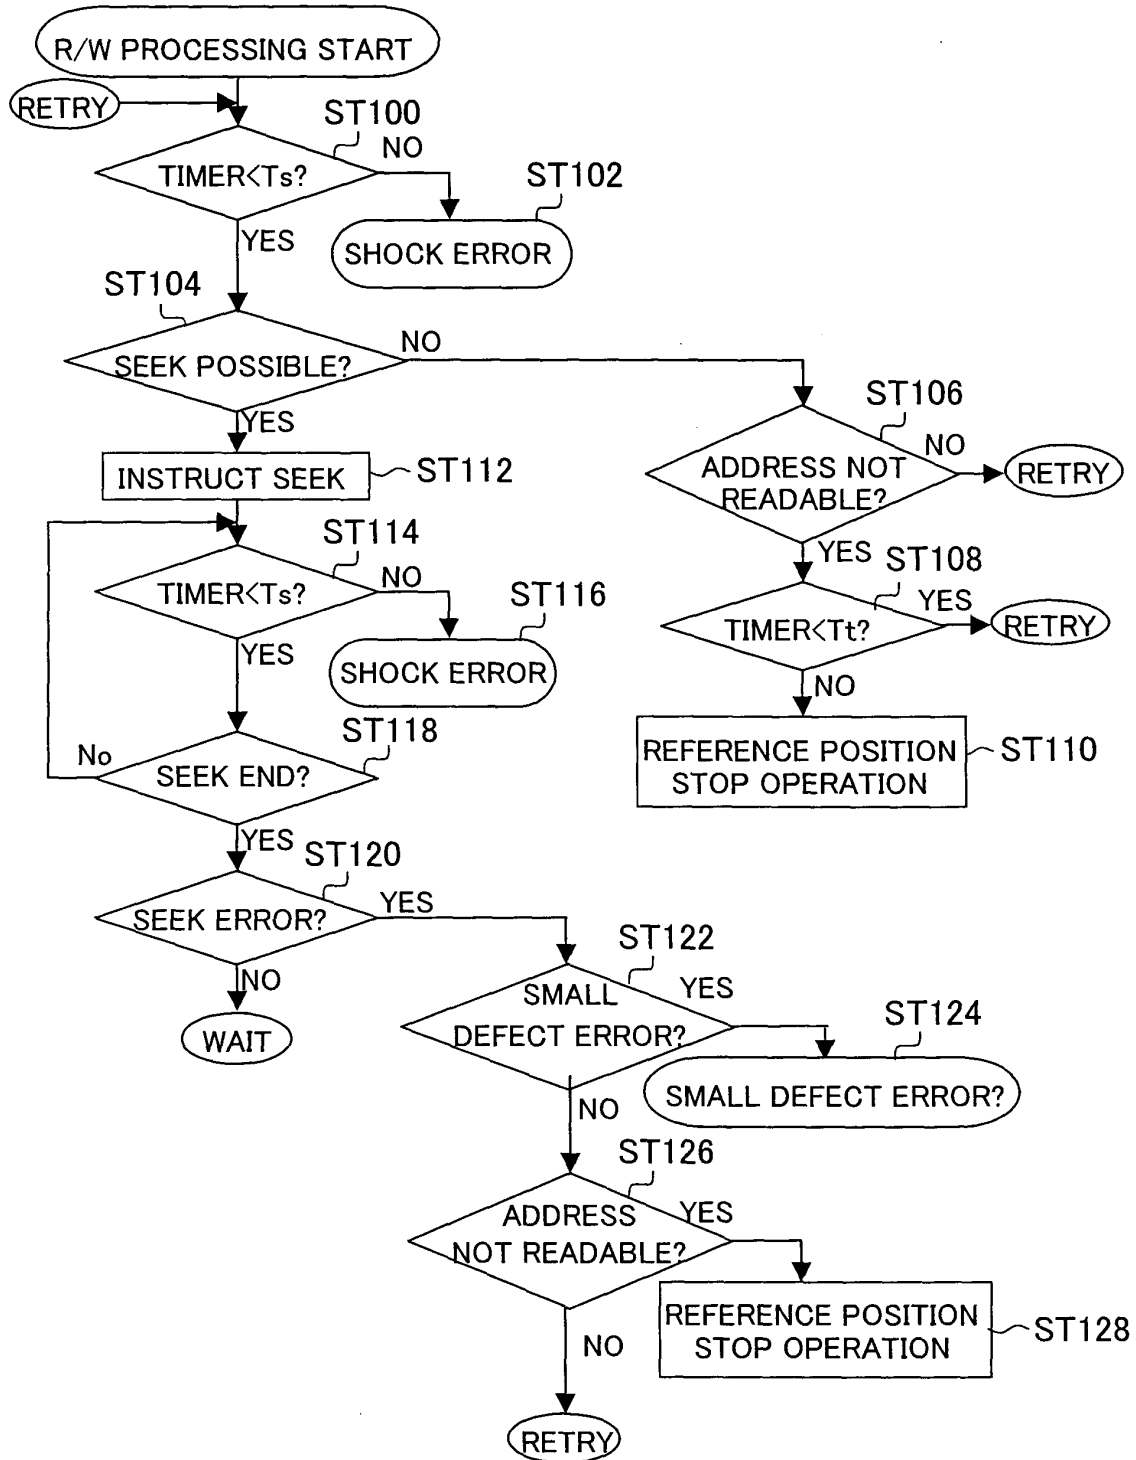 R/W PROCESSING START
RETRY
ST100
NO
TIMER<Ts?
ST102
YES
SHOCK ERROR
ST104
NO
SEEK POSSIBLE?
ST106
YES
NO
ADDRESS NOT
READABLE?
RETRY
INSTRUCT SEEK
ST112
ST114
YES
ST108
TIMER<Ts?
NO
ST116
YES
TIMER<Tt?
RETRY
YES
SHOCK ERROR
NO
ST118
No
SEEK END?
REFERENCE POSITION
STOP OPERATION
ST110
YES
ST120
YES
SEEK ERROR?
ST122
NO
YES
SMALL
DEFECT ERROR?
ST124
WAIT
SMALL DEFECT ERROR?
NO
ST126
YES
ADDRESS
NOT READABLE?
REFERENCE POSITION
STOP OPERATION
ST128
NO
RETRY